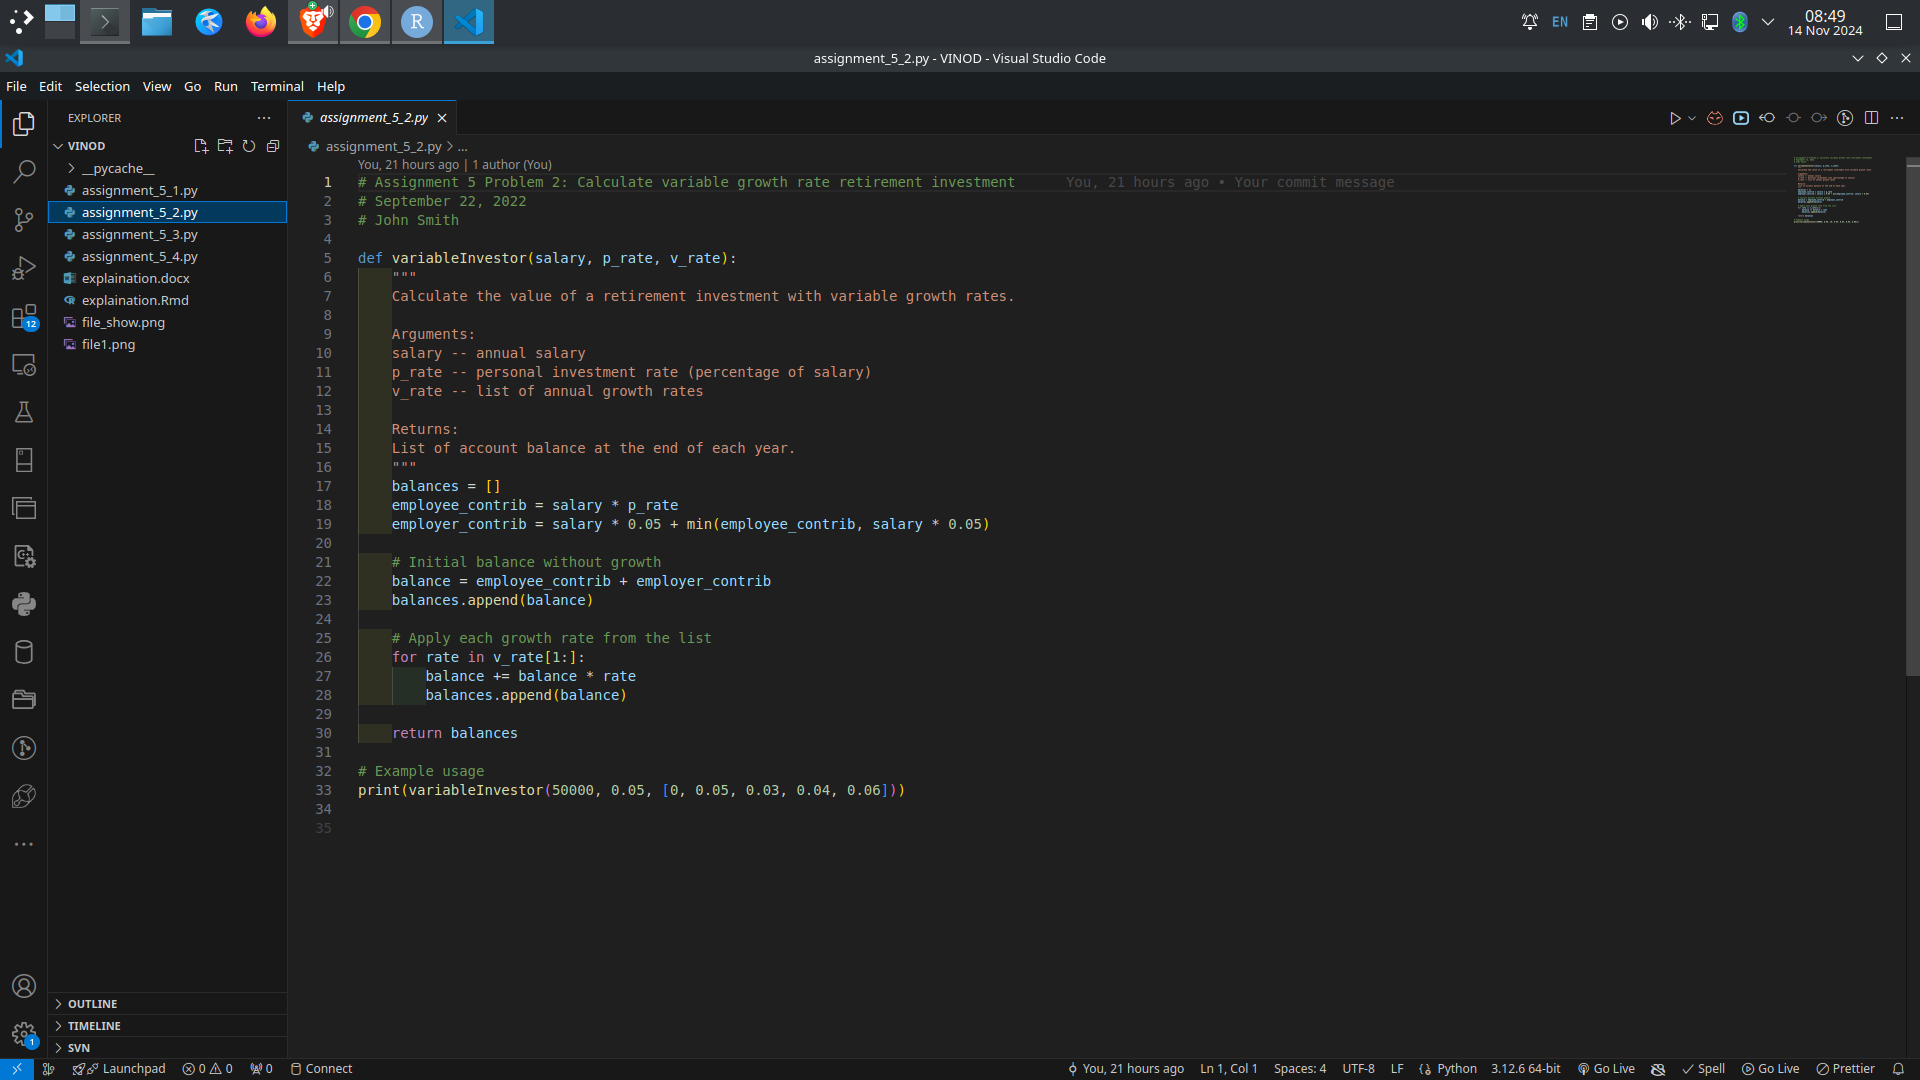 EN
08:49
14 Nov 2024
assignment_5_2.py - VINOD - Visual Studio Code
File Edit Selection View Go Run Terminal Help
EXPLORER
VINOD
__pycache__
assignment_5_1.py
assignment_5_2.py
assignment_5_3.py
assignment_5_4.py
explaination.docx
explaination.Rmd
file_show.png
file1.png
12
OUTLINE
TIMELINE
SVN
1
assignment_5_2.py
assignment_5_2.py > ...
You, 21 hours ago | 1 author (You)
1 # Assignment 5 Problem 2: Calculate variable growth rate retirement investment You, 21 hours ago • Your commit message
2 # September 22, 2022
3 # John Smith
4
5 def variableInvestor(salary, p_rate, v_rate):
6 """
7 Calculate the value of a retirement investment with variable growth rates.
8
9 Arguments:
10 salary -- annual salary
11 p_rate -- personal investment rate (percentage of salary)
12 v_rate -- list of annual growth rates
13
14 Returns:
15 List of account balance at the end of each year.
16 """
17 balances = []
18 employee_contrib = salary * p_rate
19 employer_contrib = salary * 0.05 + min(employee_contrib, salary * 0.05)
20
21 # Initial balance without growth
22 balance = employee_contrib + employer_contrib
23 balances.append(balance)
24
25 # Apply each growth rate from the list
26 for rate in v_rate[1:]:
27 balance += balance * rate
28 balances.append(balance)
29
30 return balances
31
32 # Example usage
33 print(variableInvestor(50000, 0.05, [0, 0.05, 0.03, 0.04, 0.06]))
34
35
Launchpad 0 0 0 Connect You, 21 hours ago Ln 1, Col 1 Spaces: 4 UTF-8 LF Python 3.12.6 64-bit Go Live Spell Go Live Prettier